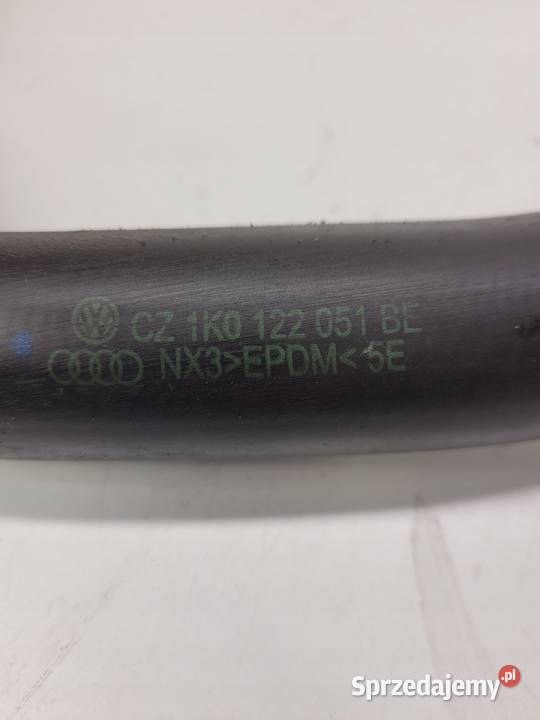 CZ 1K0 122 051 BE
NX3>EPDM< 5E
Sprzedajemy.pl